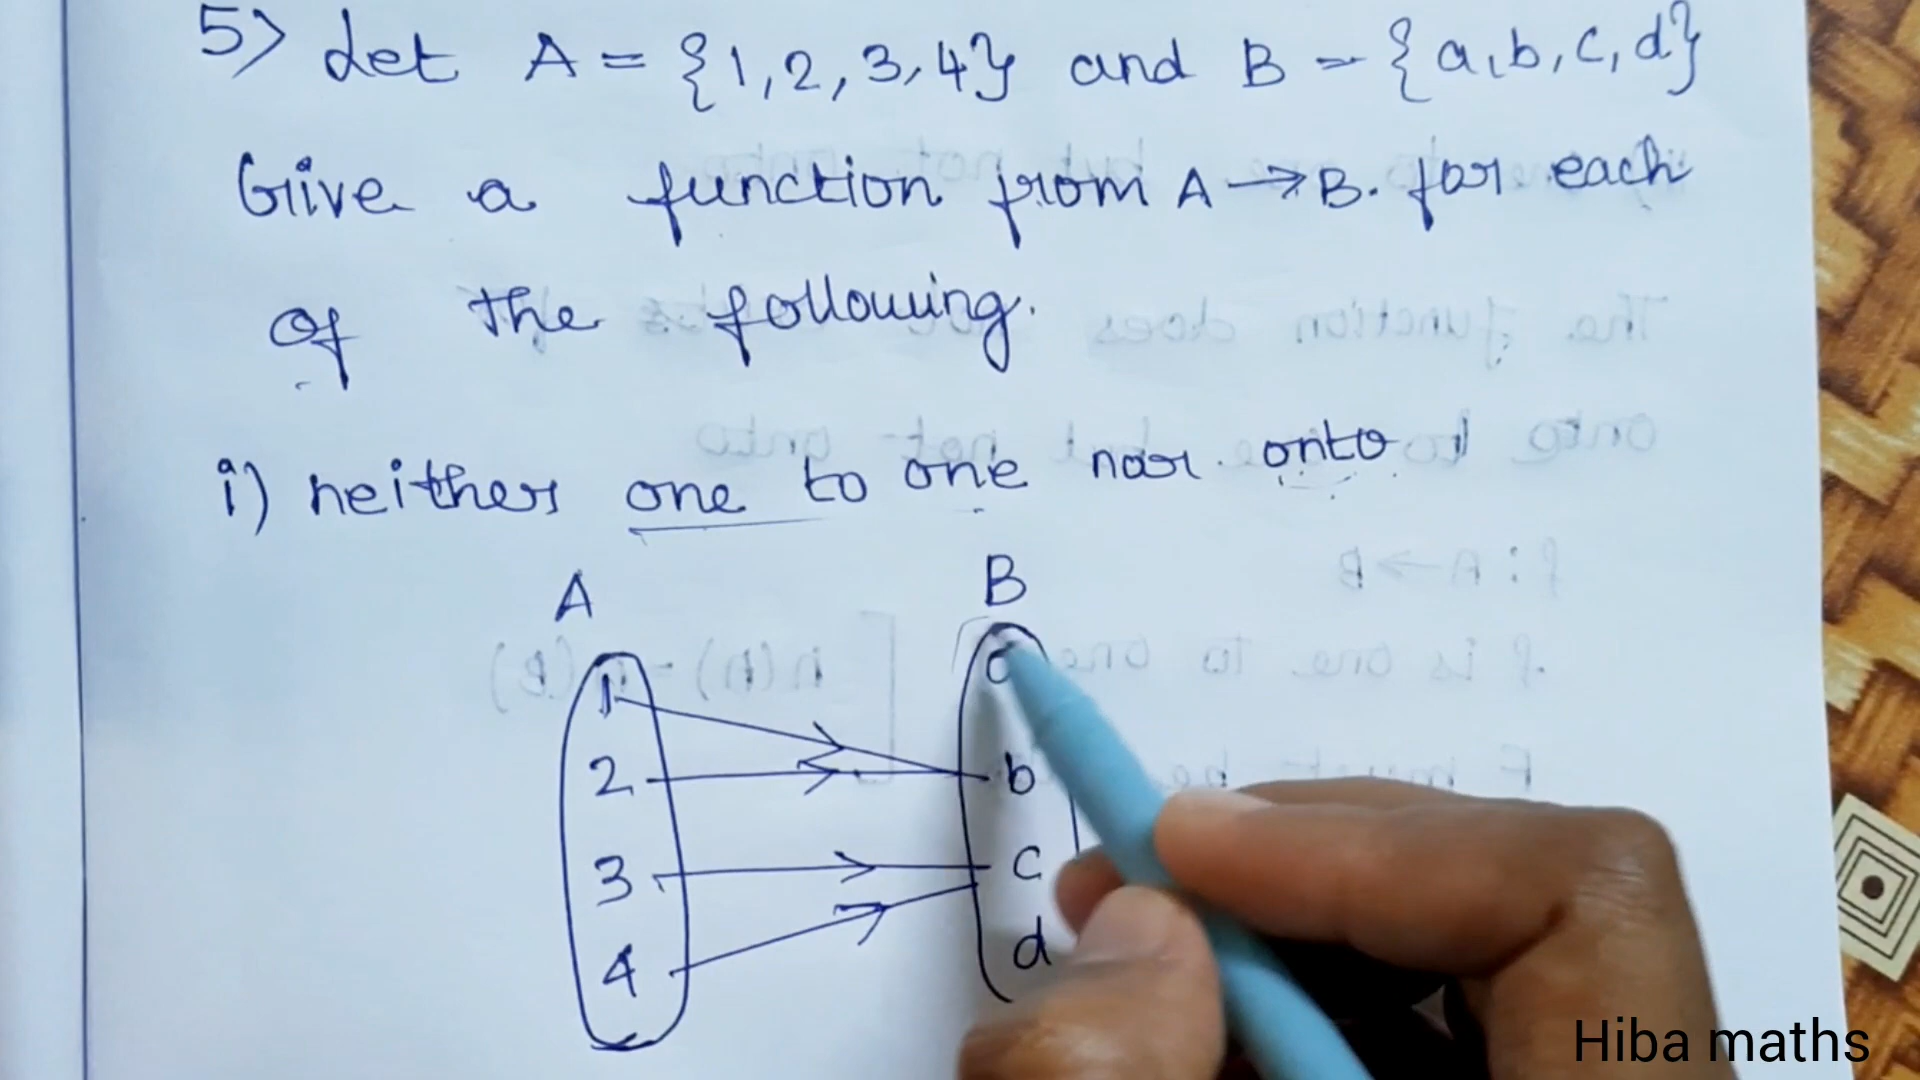 5) Let A = {1, 2, 3, 4} and B = {a, b, c, d}
Give a function from A → B. for each
of the following.
i) neither one to one nor onto
A B
1
2 b
3 c
4 d
Hiba maths